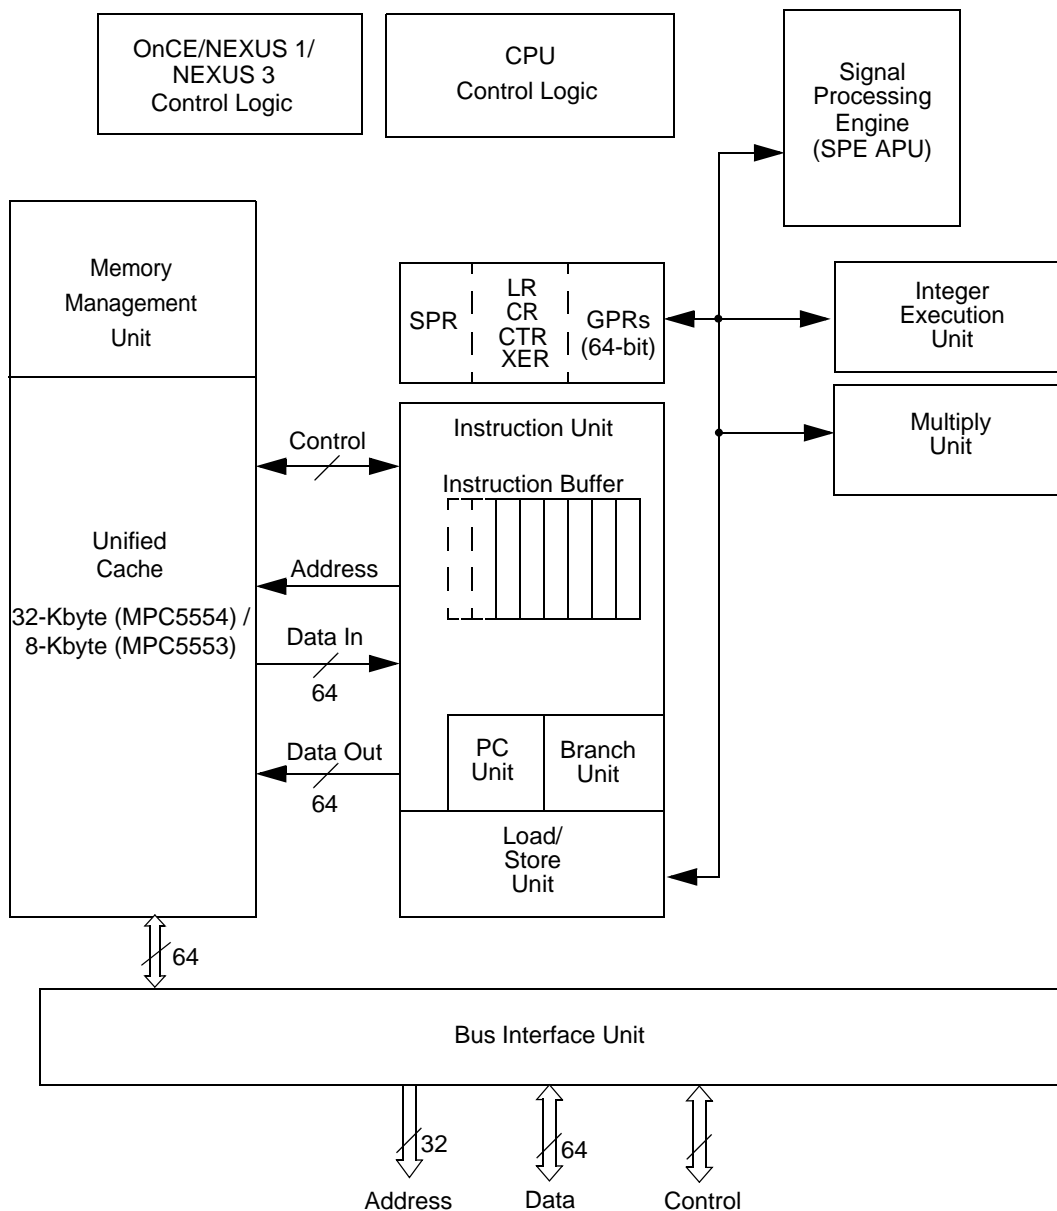 OnCE/NEXUS 1/
NEXUS 3
Control Logic
CPU
Control Logic
Signal
Processing
Engine
(SPE APU)
Memory
Management
Unit
SPR
LR
CR
CTR
XER
GPRs
(64-bit)
Integer
Execution
Unit
Multiply
Unit
Control
Instruction Unit
Instruction Buffer
Unified
Cache
32-Kbyte (MPC5554) /
8-Kbyte (MPC5553)
Address
Data In
64
Data Out
64
PC
Unit
Branch
Unit
Load/
Store
Unit
64
Bus Interface Unit
32
64
Address
Data
Control